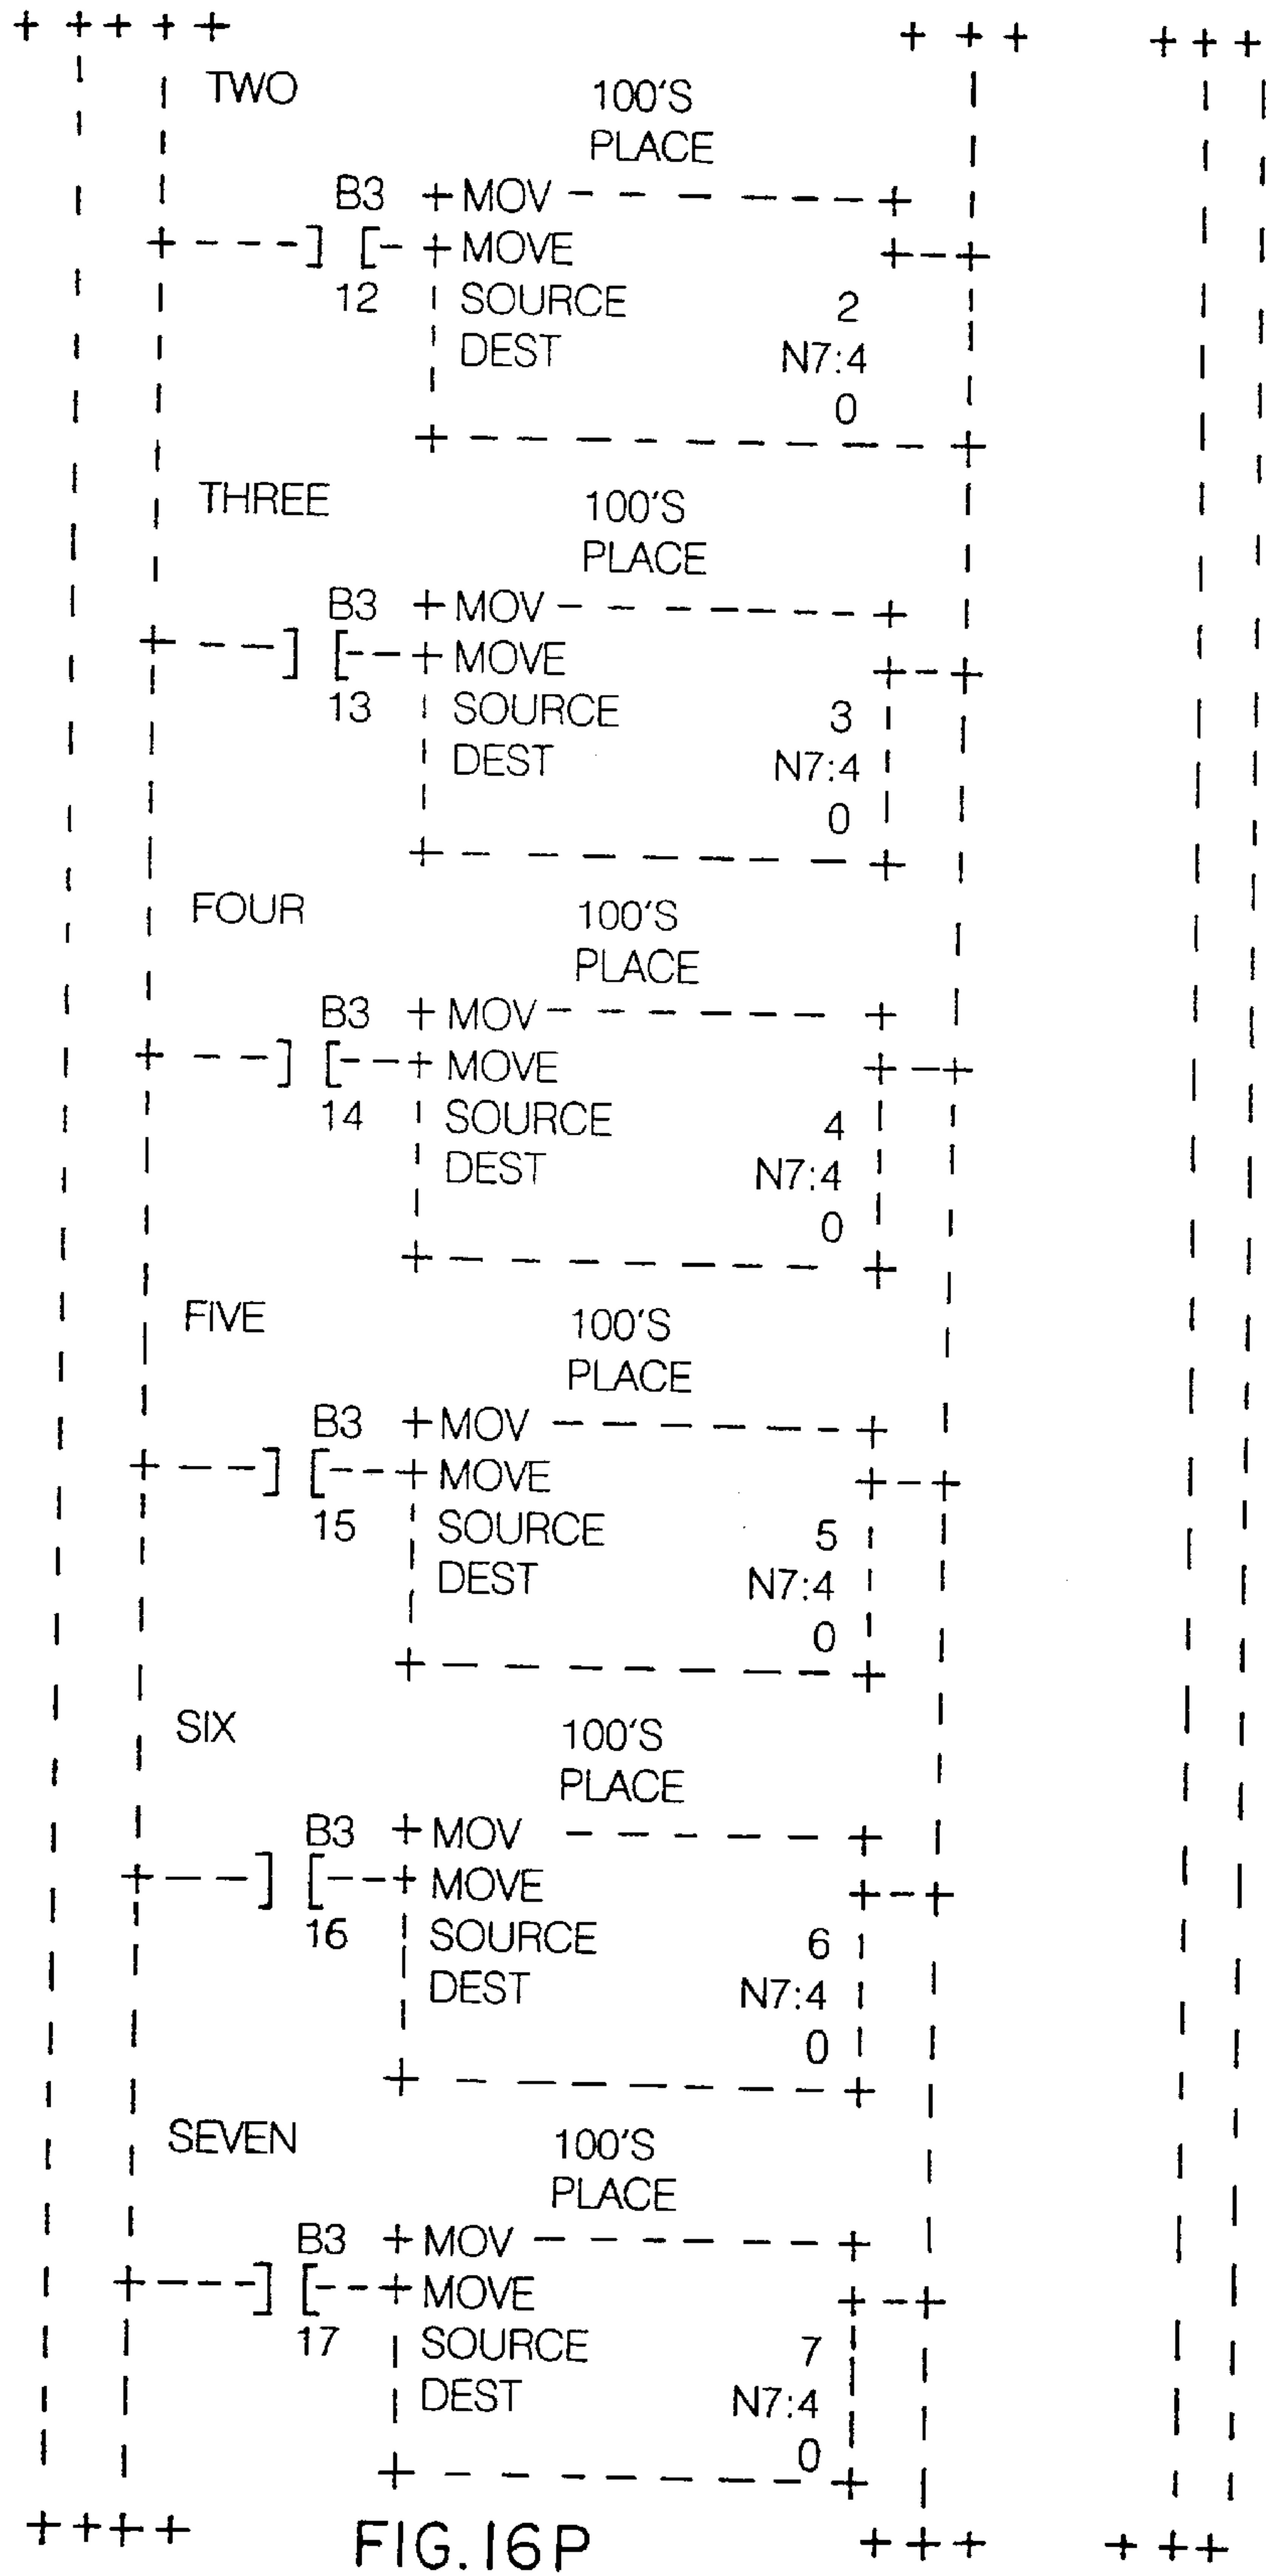 TWO 100'S
PLACE
B3 MOV
] [ MOVE
12 SOURCE 2
DEST N7:4
0
THREE 100'S
PLACE
B3 MOV
] [ MOVE
13 SOURCE 3
DEST N7:4
0
FOUR 100'S
PLACE
B3 MOV
] [ MOVE
14 SOURCE 4
DEST N7:4
0
FIVE 100'S
PLACE
B3 MOV
] [ MOVE
15 SOURCE 5
DEST N7:4
0
SIX 100'S
PLACE
B3 MOV
] [ MOVE
16 SOURCE 6
DEST N7:4
0
SEVEN 100'S
PLACE
B3 MOV
] [ MOVE
17 SOURCE 7
DEST N7:4
0
FIG. 16P